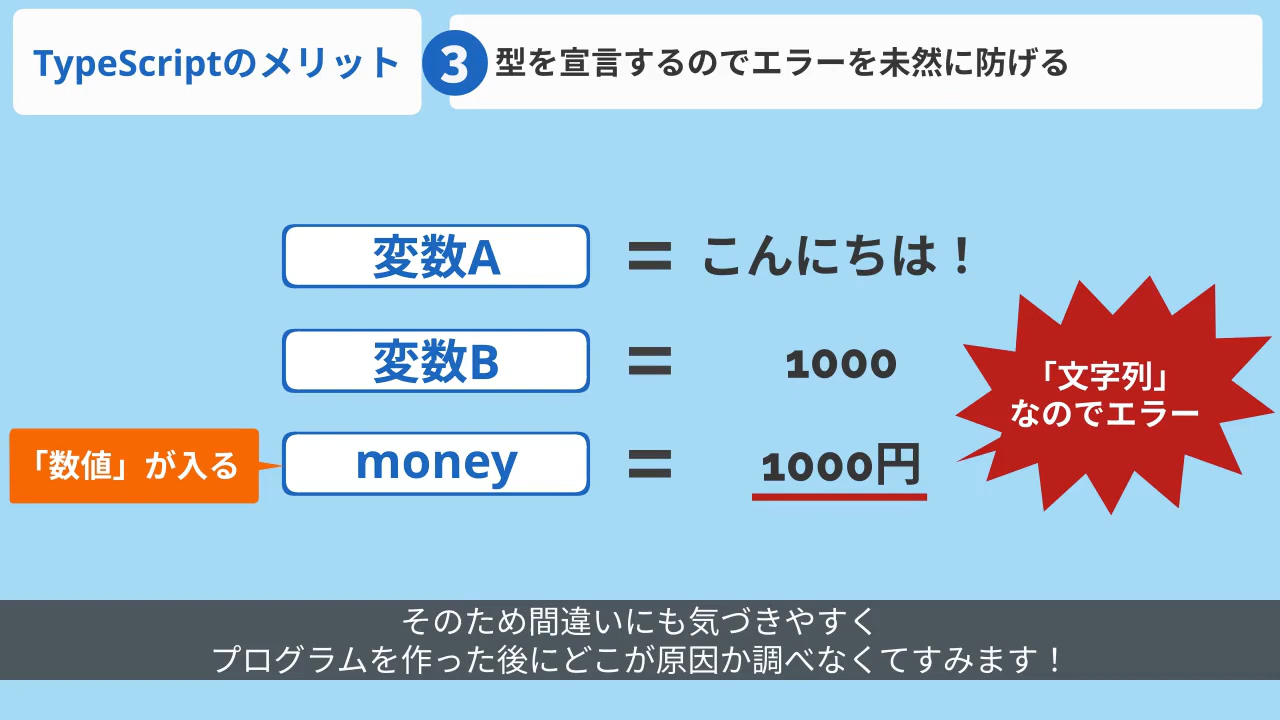 TypeScriptのメリット
3 型を宣言するのでエラーを未然に防げる
変数A = こんにちは！
変数B = 1000
「数値」が入る money = 1000円
「文字列」
なのでエラー
そのため間違いにも気づきやすく
プログラムを作った後にどこが原因か調べなくてすみます！